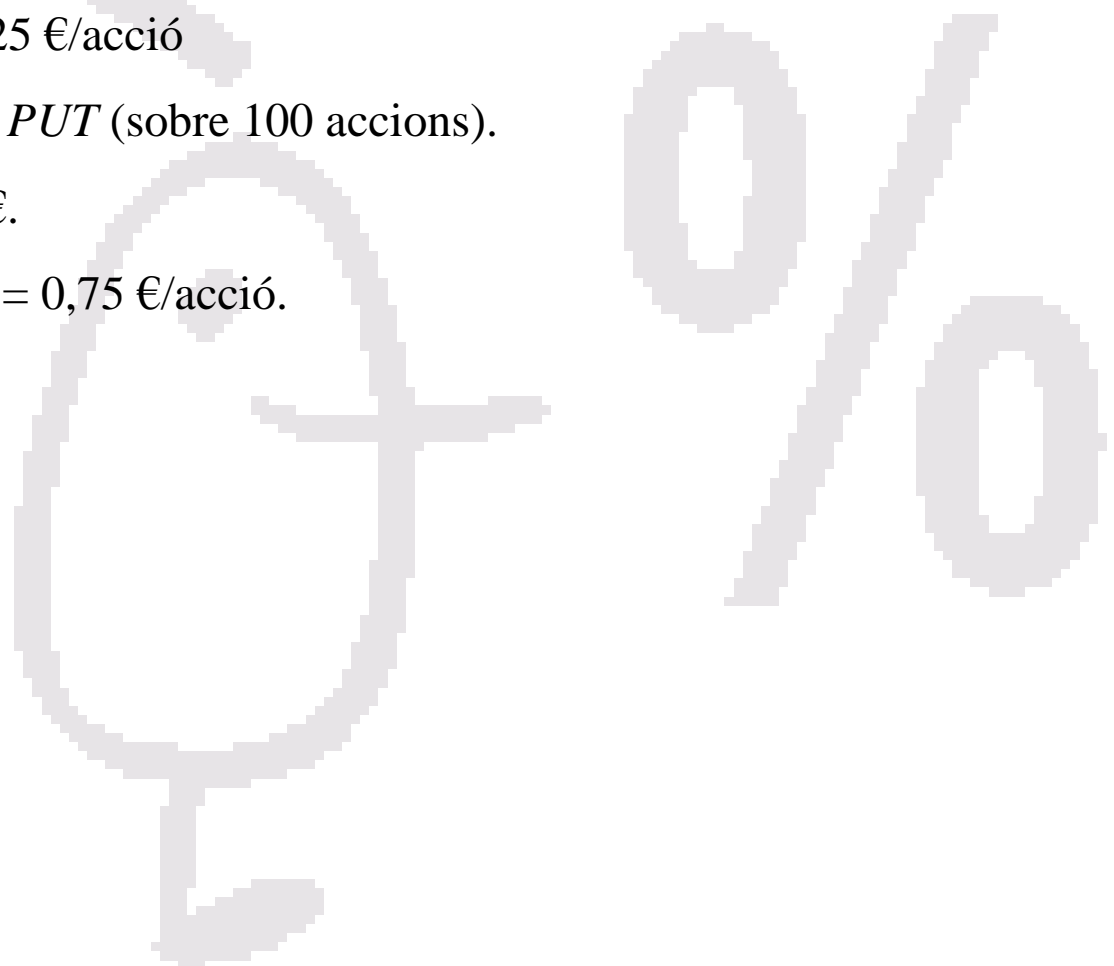 25 €/acció
PUT (sobre 100 accions).
€.
= 0,75 €/acció.